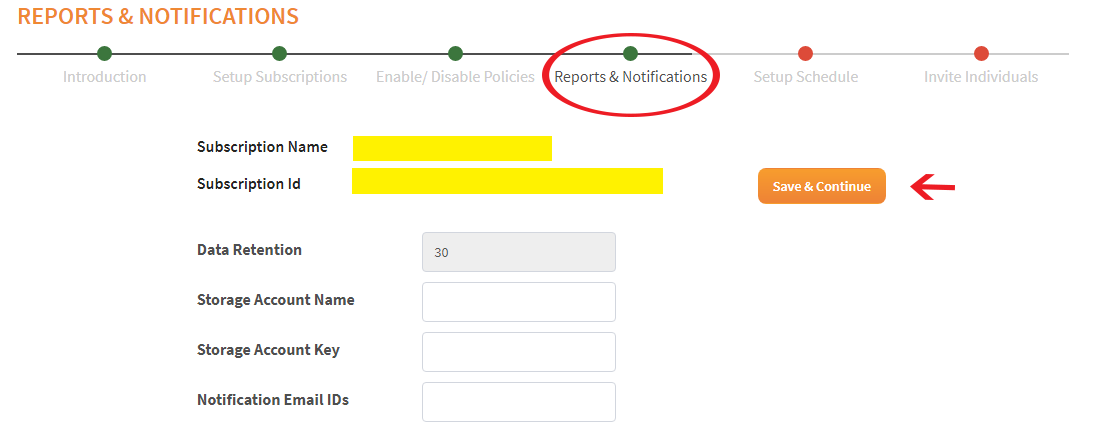 REPORTS & NOTIFICATIONS
Introduction
Setup Subscriptions
Enable/ Disable Policies
Reports & Notifications
Setup Schedule
Invite Individuals
Subscription Name
Subscription Id
Save & Continue
Data Retention
30
Storage Account Name
Storage Account Key
Notification Email IDs